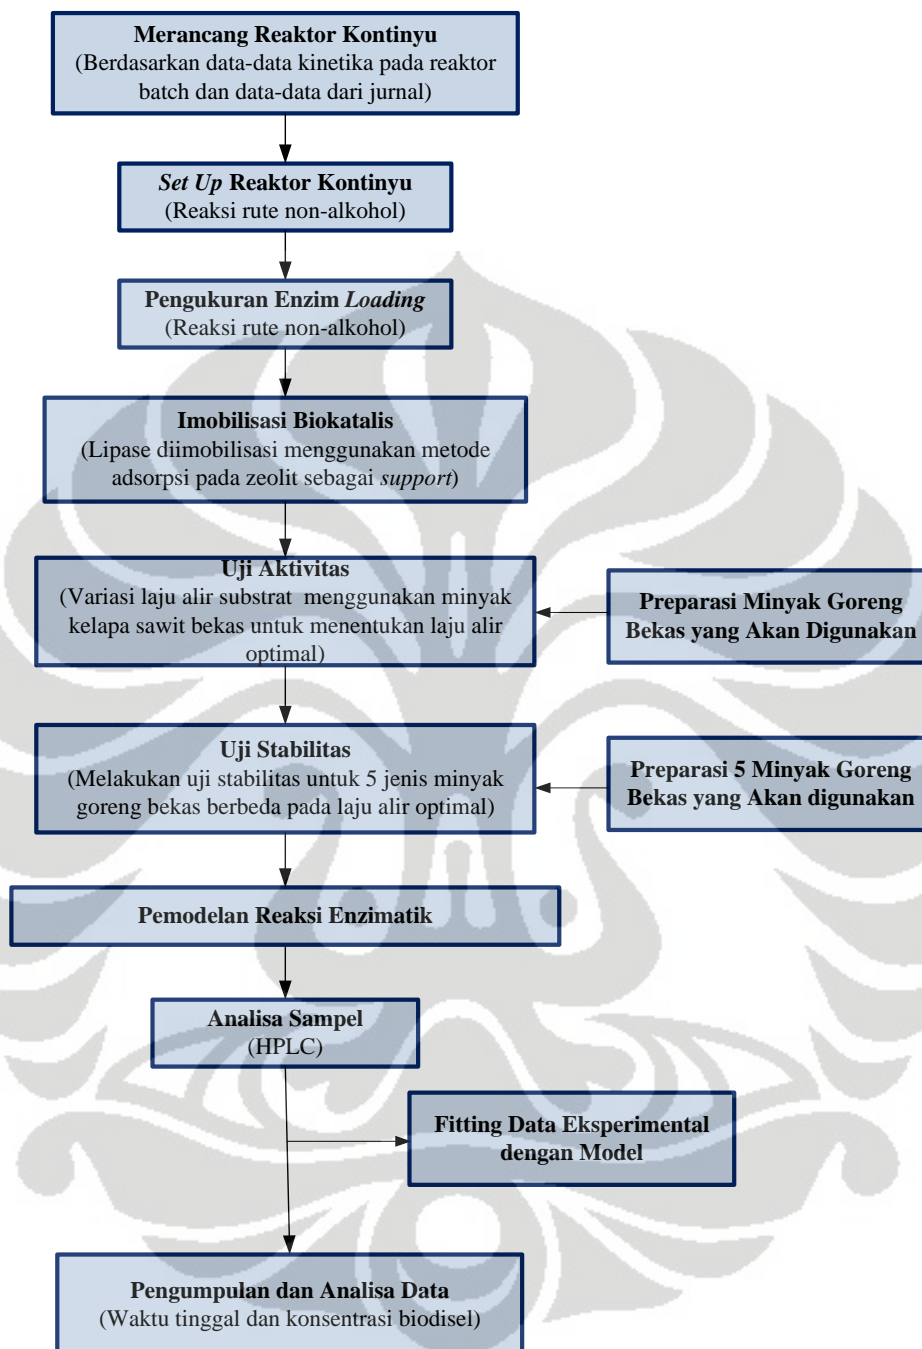 Merancang Reaktor Kontinyu
(Berdasarkan data-data kinetika pada reaktor
batch dan data-data dari jurnal)
Set Up Reaktor Kontinyu
(Reaksi rute non-alkohol)
Pengukuran Enzim Loading
(Reaksi rute non-alkohol)
Imobilisasi Biokatalis
(Lipase diimobilisasi menggunakan metode
adsorpsi pada zeolit sebagai support)
Uji Aktivitas
(Variasi laju alir substrat menggunakan minyak
kelapa sawit bekas untuk menentukan laju alir
optimal)
Preparasi Minyak Goreng
Bekas yang Akan Digunakan
Uji Stabilitas
(Melakukan uji stabilitas untuk 5 jenis minyak
goreng bekas berbeda pada laju alir optimal)
Preparasi 5 Minyak Goreng
Bekas yang Akan digunakan
Pemodelan Reaksi Enzimatik
Analisa Sampel
(HPLC)
Fitting Data Eksperimental
dengan Model
Pengumpulan dan Analisa Data
(Waktu tinggal dan konsentrasi biodisel)